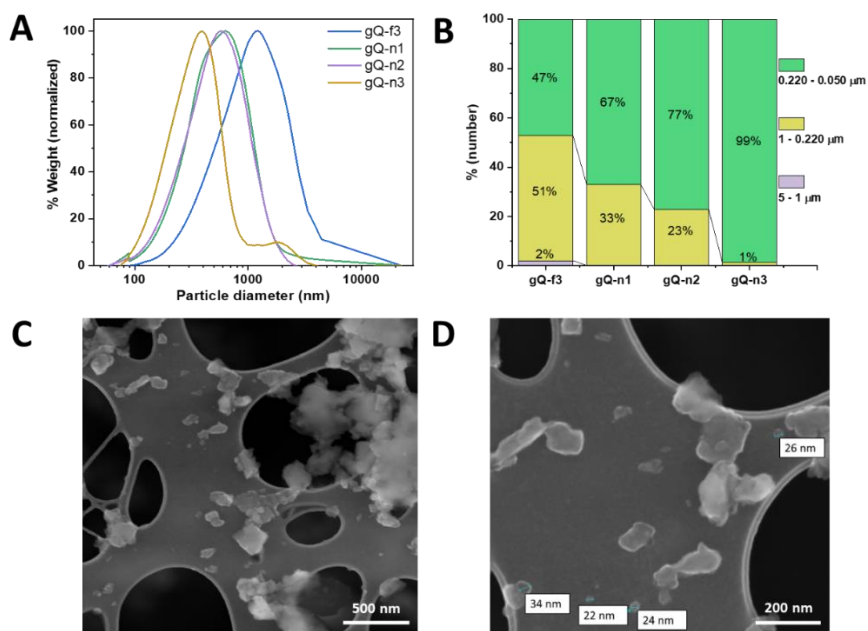 A
% Weight (normalized)
100
80
60
40
20
0
100
1000
10000
Particle diameter (nm)
gQ-f3
gQ-n1
gQ-n2
gQ-n3
B
% (number)
100
80
60
40
20
0
47%
51%
2%
67%
33%
77%
23%
99%
1%
gQ-f3
gQ-n1
gQ-n2
gQ-n3
0.220 - 0.050 μm
1 - 0.220 μm
5 - 1 μm
C
500 nm
D
26 nm
34 nm
22 nm
24 nm
200 nm